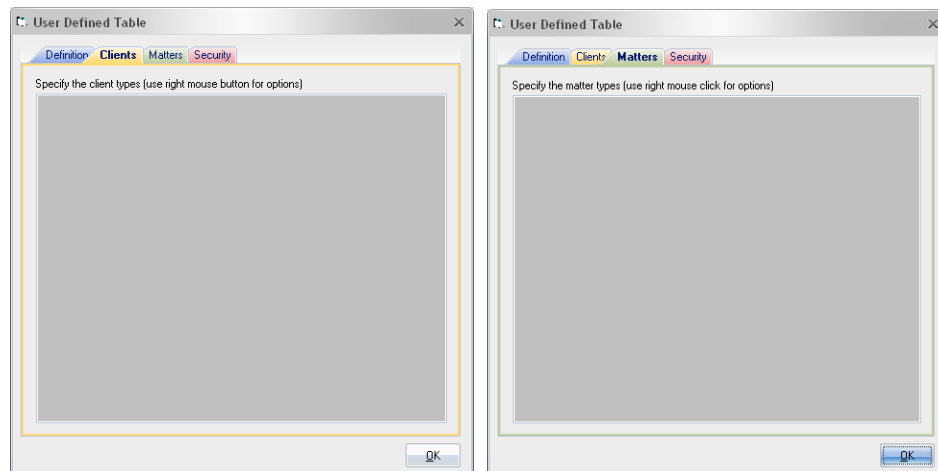 User Defined Table
Definition Clients Matters Security
Specify the client types (use right mouse button for options)
OK
User Defined Table
Definition Clients Matters Security
Specify the matter types (use right mouse click for options)
OK